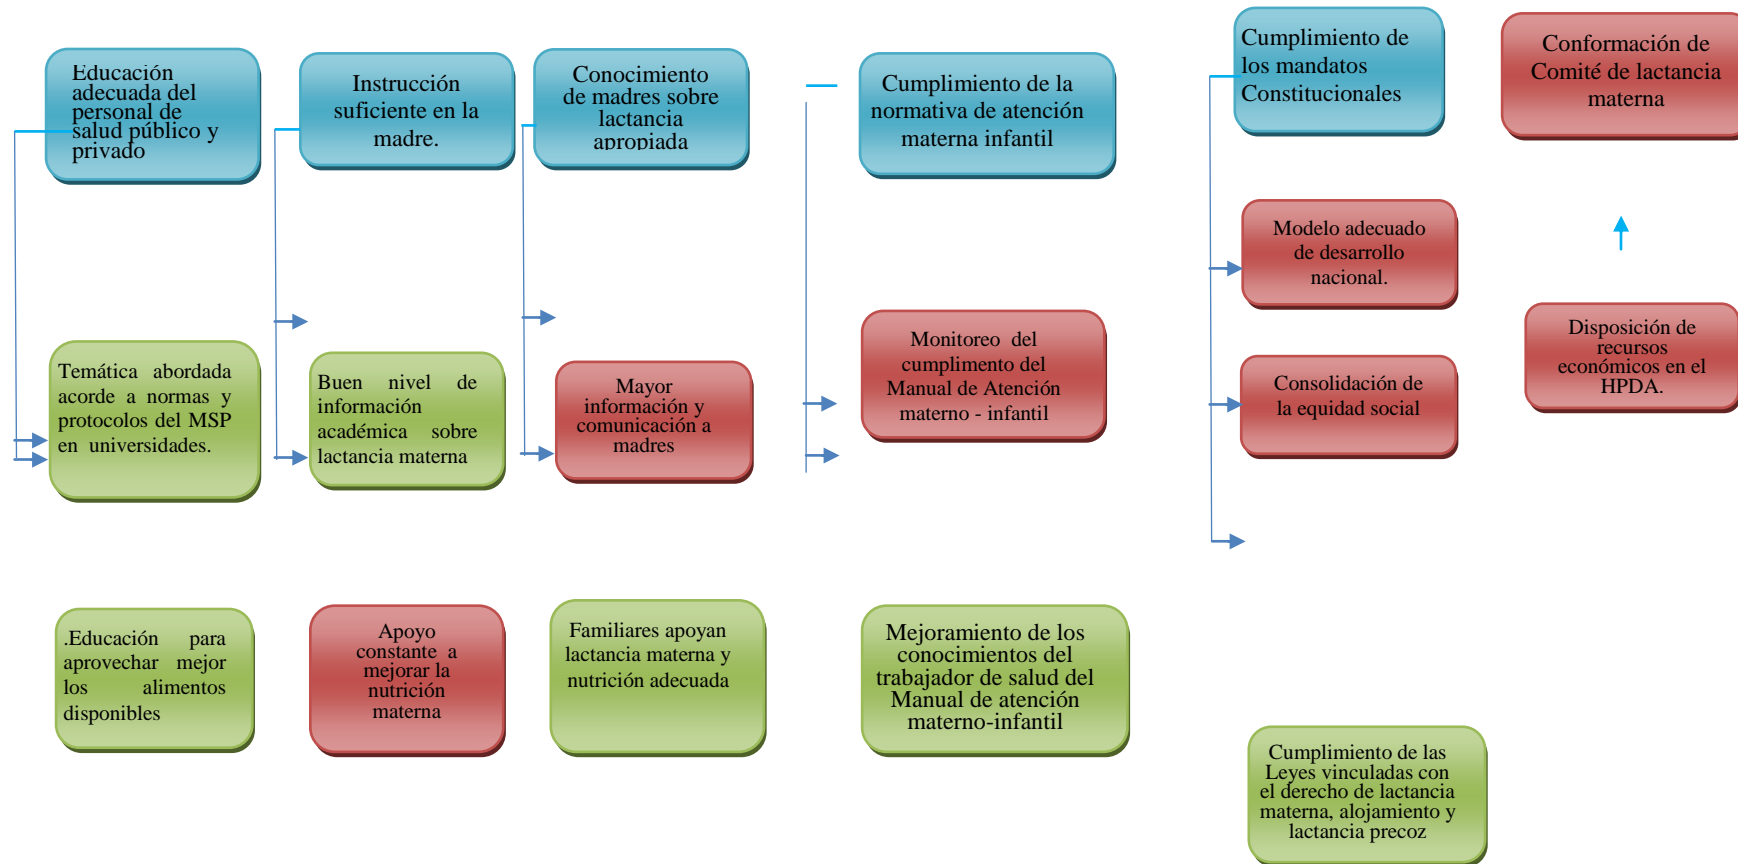 Educación
adecuada del
personal de
salud público y
privado
Instrucción
suficiente en la
madre.
Conocimiento
de madres sobre
lactancia
apropiada
Cumplimiento de la
normativa de atención
materna infantil
Cumplimiento de
los mandatos
Constitucionales
Conformación de
Comité de lactancia
materna
Modelo adecuado
de desarrollo
nacional.
Disposición de
recursos
económicos en el
HPDA.
Temática abordada
acorde a normas y
protocolos del MSP
en universidades.
Buen nivel de
información
académica sobre
lactancia materna
Mayor
información y
comunicación a
madres
Monitoreo del
cumplimento del
Manual de Atención
materno - infantil
Consolidación de
la equidad social
.Educación para
aprovechar mejor
los alimentos
disponibles
Apoyo
constante a
mejorar la
nutrición
materna
Familiares apoyan
lactancia materna y
nutrición adecuada
Mejoramiento de los
conocimientos del
trabajador de salud del
Manual de atención
materno-infantil
Cumplimiento de las
Leyes vinculadas con
el derecho de lactancia
materna, alojamiento y
lactancia precoz